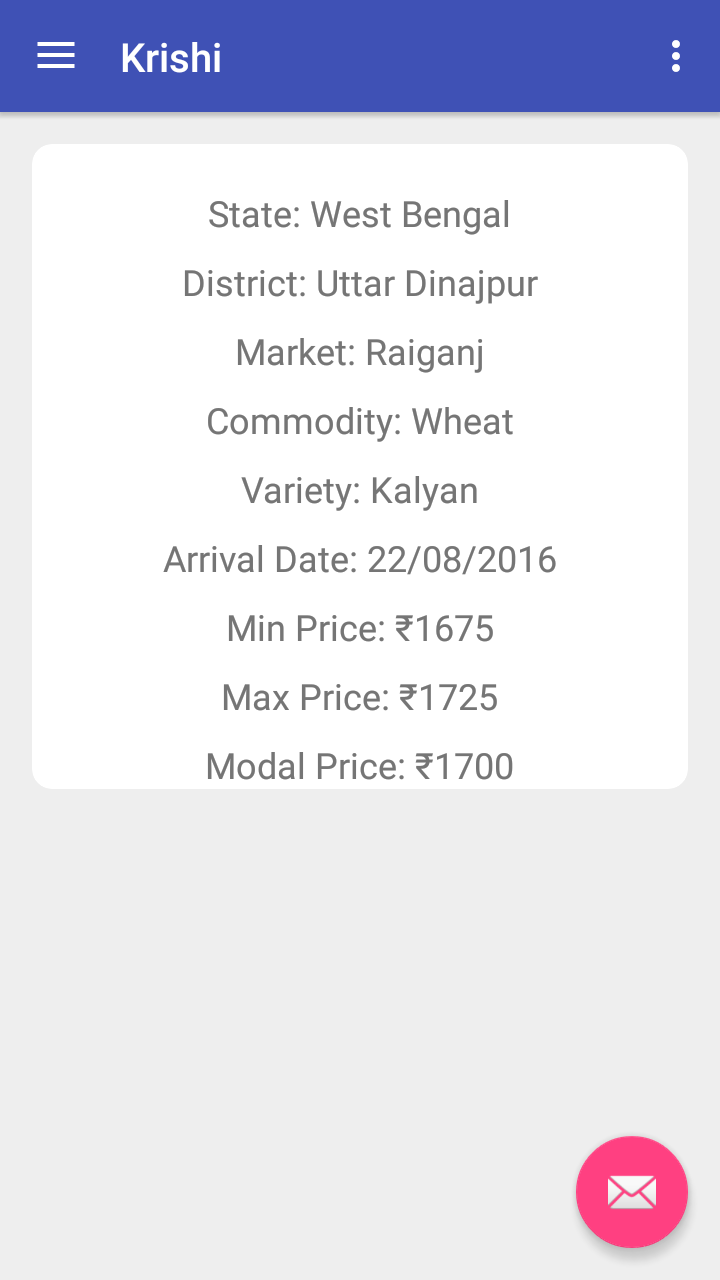 Krishi
State: West Bengal
District: Uttar Dinajpur
Market: Raiganj
Commodity: Wheat
Variety: Kalyan
Arrival Date: 22/08/2016
Min Price: ₹1675
Max Price: ₹1725
Modal Price: ₹1700